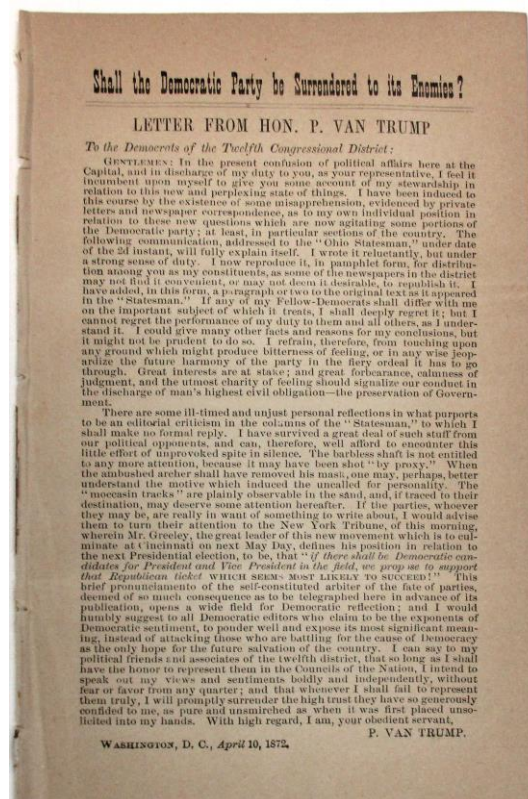 Shall the Democratic Party be Surrendered to its Enemies?
LETTER FROM HON. P. VAN TRUMP
To the Democrats of the Twelfth Congressional District:
GENTLEMEN: In the present confusion of political affairs here at the
Capital, and in discharge of my duty to you, as your representative, I feel it
incumbent upon myself to give you some account of my stewardship in
relation to this new and perplexing state of things. I have been induced to
this course by the existence of some misapprehension, evidenced by private
letters and newspaper correspondence, as to my own individual position in
relation to these new questions which are now agitating some portions of
the Democratic party; at least, in particular sections of the country. The
following communication, addressed to the "Ohio Statesman," under date
of the 2d instant, will fully explain itself. I wrote it reluctantly, but under
a strong sense of duty. I now reproduce it, in pamphlet form, for distribu-
tion among you as my constituents, as some of the newspapers in the district
may not find it convenient, or may not deem it desirable, to republish it. I
have added, in this form, a paragraph or two to the original text as it appeared
in the "Statesman." If any of my Fellow-Democrats shall differ with me
on the important subject of which it treats, I shall deeply regret it; but I
cannot regret the performance of my duty to them and all others, as I under-
stand it. I could give many other facts and reasons for my conclusions, but
it might not be prudent to do so. I refrain, therefore, from touching upon
any ground which might produce bitterness of feeling, or in any wise jeop-
ardize the future harmony of the party in the fiery ordeal it has to go
through. Great interests are at stake; and great forbearance, calmness of
judgment, and the utmost charity of feeling should signalize our conduct in
the discharge of man's highest civil obligation—the preservation of Govern-
ment.
There are some ill-timed and unjust personal reflections in what purports
to be an editorial criticism in the columns of the "Statesman," to which I
shall make no formal reply. I have survived a great deal of such stuff from
our political opponents, and can, therefore, well afford to encounter this
little effort of unprovoked spite in silence. The barbless shaft is not entitled
to any more attention, because it may have been shot "by proxy." When
the ambushed archer shall have removed his mask, one may, perhaps, better
understand the motive which induced the uncalled for personality. The
"moccasin tracks" are plainly observable in the sand, and, if traced to their
destination, may deserve some attention hereafter. If the parties, whoever
they may be, are really in want of something to write about, I would advise
them to turn their attention to the New York Tribune, of this morning,
wherein Mr. Greeley, the great leader of this new movement which is to cul-
minate at Cincinnati on next May Day, defines his position in relation to
the next Presidential election, to be, that "if there shall be Democratic can-
didates for President and Vice President in the field, we propose to support
that Republican ticket WHICH SEEMS MOST LIKELY TO SUCCEED!" This
brief pronunciamento of the self-constituted arbiter of the fate of parties,
deemed of so much consequence as to be telegraphed here in advance of its
publication, opens a wide field for Democratic reflection; and I would
humbly suggest to all Democratic editors who claim to be the exponents of
Democratic sentiment, to ponder well and expose its most significant mean-
ing, instead of attacking those who are battling for the cause of Democracy
as the only hope for the future salvation of the country. I can say to my
political friends and associates of the twelfth district, that so long as I shall
have the honor to represent them in the Councils of the Nation, I intend to
speak out my views and sentiments boldly and independently, without
fear or favor from any quarter; and that whenever I shall fail to represent
them truly, I will promptly surrender the high trust they have so generously
confided to me, as pure and unsmirched as when it was first placed unso-
licited into my hands. With high regard, I am, your obedient servant,
P. VAN TRUMP.
WASHINGTON, D. C., April 10, 1872.